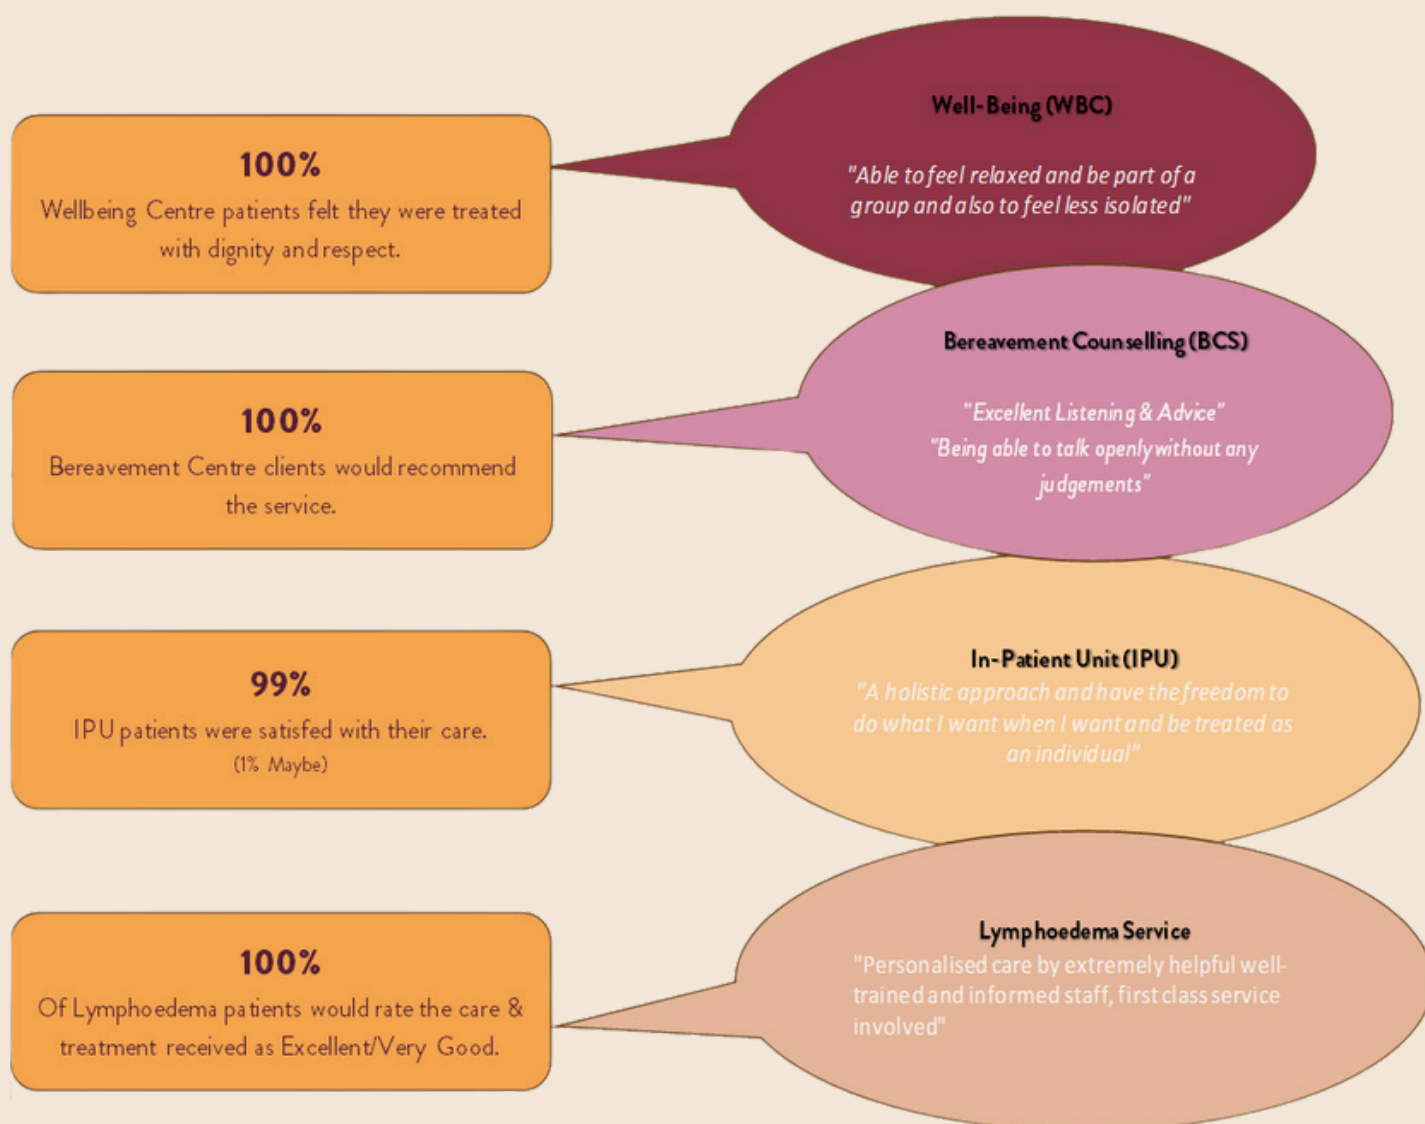 100%
Wellbeing Centre patients felt they were treated
with dignity and respect.
Well-Being (WBC)
"Able to feel relaxed and be part of a
group and also to feel less isolated"
100%
Bereavement Centre clients would recommend
the service.
Bereavement Counselling (BCS)
"Excellent Listening & Advice"
"Being able to talk openly without any
judgements"
99%
IPU patients were satisfed with their care.
(1% Maybe)
In-Patient Unit (IPU)
"A holistic approach and have the freedom to
do what I want when I want and be treated as
an individual"
100%
Of Lymphoedema patients would rate the care &
treatment received as Excellent/Very Good.
Lymphoedema Service
"Personalised care by extremely helpful well-
trained and informed staff, first class service
involved"